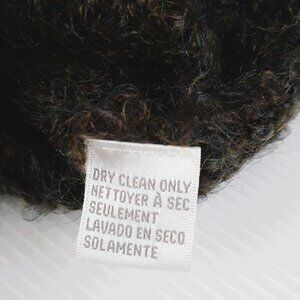 DRY CLEAN ONLY
NETTOYER À SEC
SEULEMENT
LAVADO EN SECO
SOLAMENTE